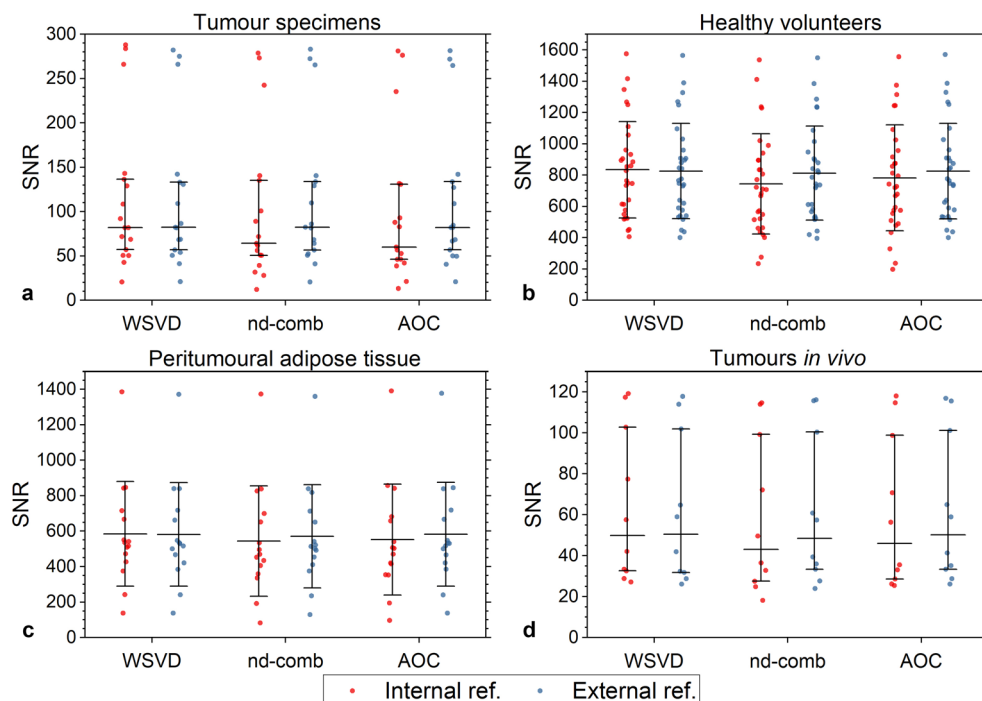 Tumour specimens
300
250
200
150
100
50
0
SNR
a
WSVD
nd-comb
AOC
Healthy volunteers
1600
1400
1200
1000
800
600
400
200
0
SNR
b
WSVD
nd-comb
AOC
Peritumoural adipose tissue
1400
1200
1000
800
600
400
200
0
SNR
c
WSVD
nd-comb
AOC
Tumours in vivo
120
100
80
60
40
20
0
SNR
d
WSVD
nd-comb
AOC
Internal ref.
External ref.